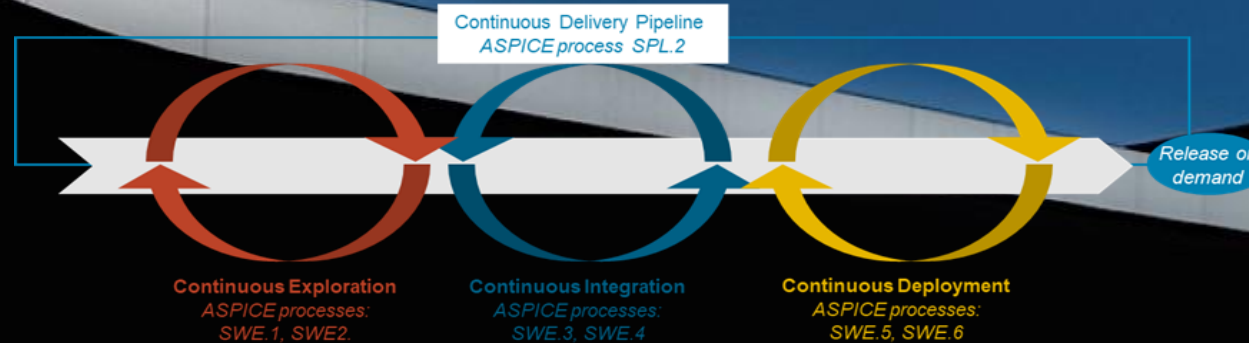 Continuous Delivery Pipeline
ASPICE process SPL.2
Release on
demand
Continuous Exploration
ASPICE processes:
SWE.1, SWE2.
Continuous Integration
ASPICE processes:
SWE.3, SWE.4
Continuous Deployment
ASPICE processes:
SWE.5, SWE.6